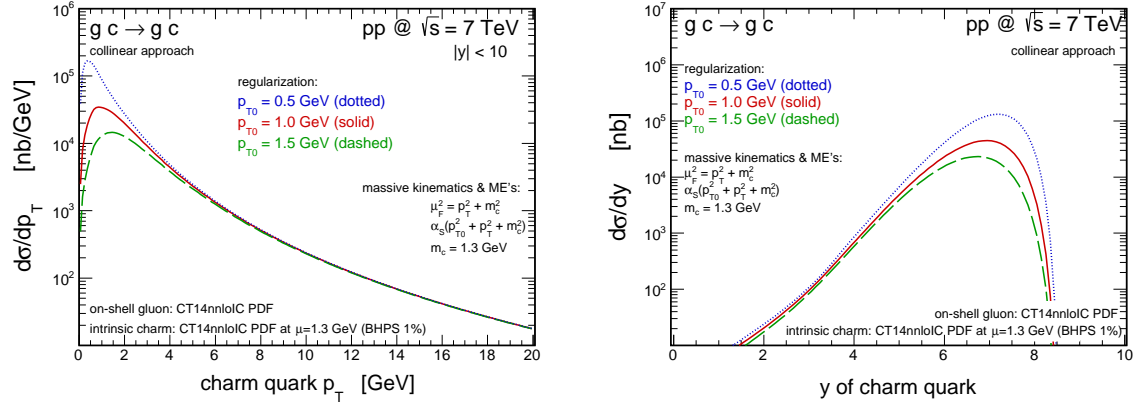 g c → g c
pp @ √s = 7 TeV
collinear approach
|y| < 10
regularization:
p_T0 = 0.5 GeV (dotted)
p_T0 = 1.0 GeV (solid)
p_T0 = 1.5 GeV (dashed)
massive kinematics & ME's:
μ_F^2 = p_T^2 + m_c^2
α_S(p_T0^2 + p_T^2 + m_c^2)
m_c = 1.3 GeV
on-shell gluon: CT14nnloIC PDF
intrinsic charm: CT14nnloIC PDF at μ=1.3 GeV (BHPS 1%)
dσ/dp_T [nb/GeV]
10^6
10^5
10^4
10^3
10^2
0 2 4 6 8 10 12 14 16 18 20
charm quark p_T [GeV]
g c → g c
pp @ √s = 7 TeV
collinear approach
regularization:
p_T0 = 0.5 GeV (dotted)
p_T0 = 1.0 GeV (solid)
p_T0 = 1.5 GeV (dashed)
massive kinematics & ME's:
μ_F^2 = p_T^2 + m_c^2
α_S(p_T0^2 + p_T^2 + m_c^2)
m_c = 1.3 GeV
on-shell gluon: CT14nnloIC PDF
intrinsic charm: CT14nnloIC PDF at μ=1.3 GeV (BHPS 1%)
dσ/dy [nb]
10^7
10^6
10^5
10^4
10^3
10^2
10
0 2 4 6 8 10
y of charm quark